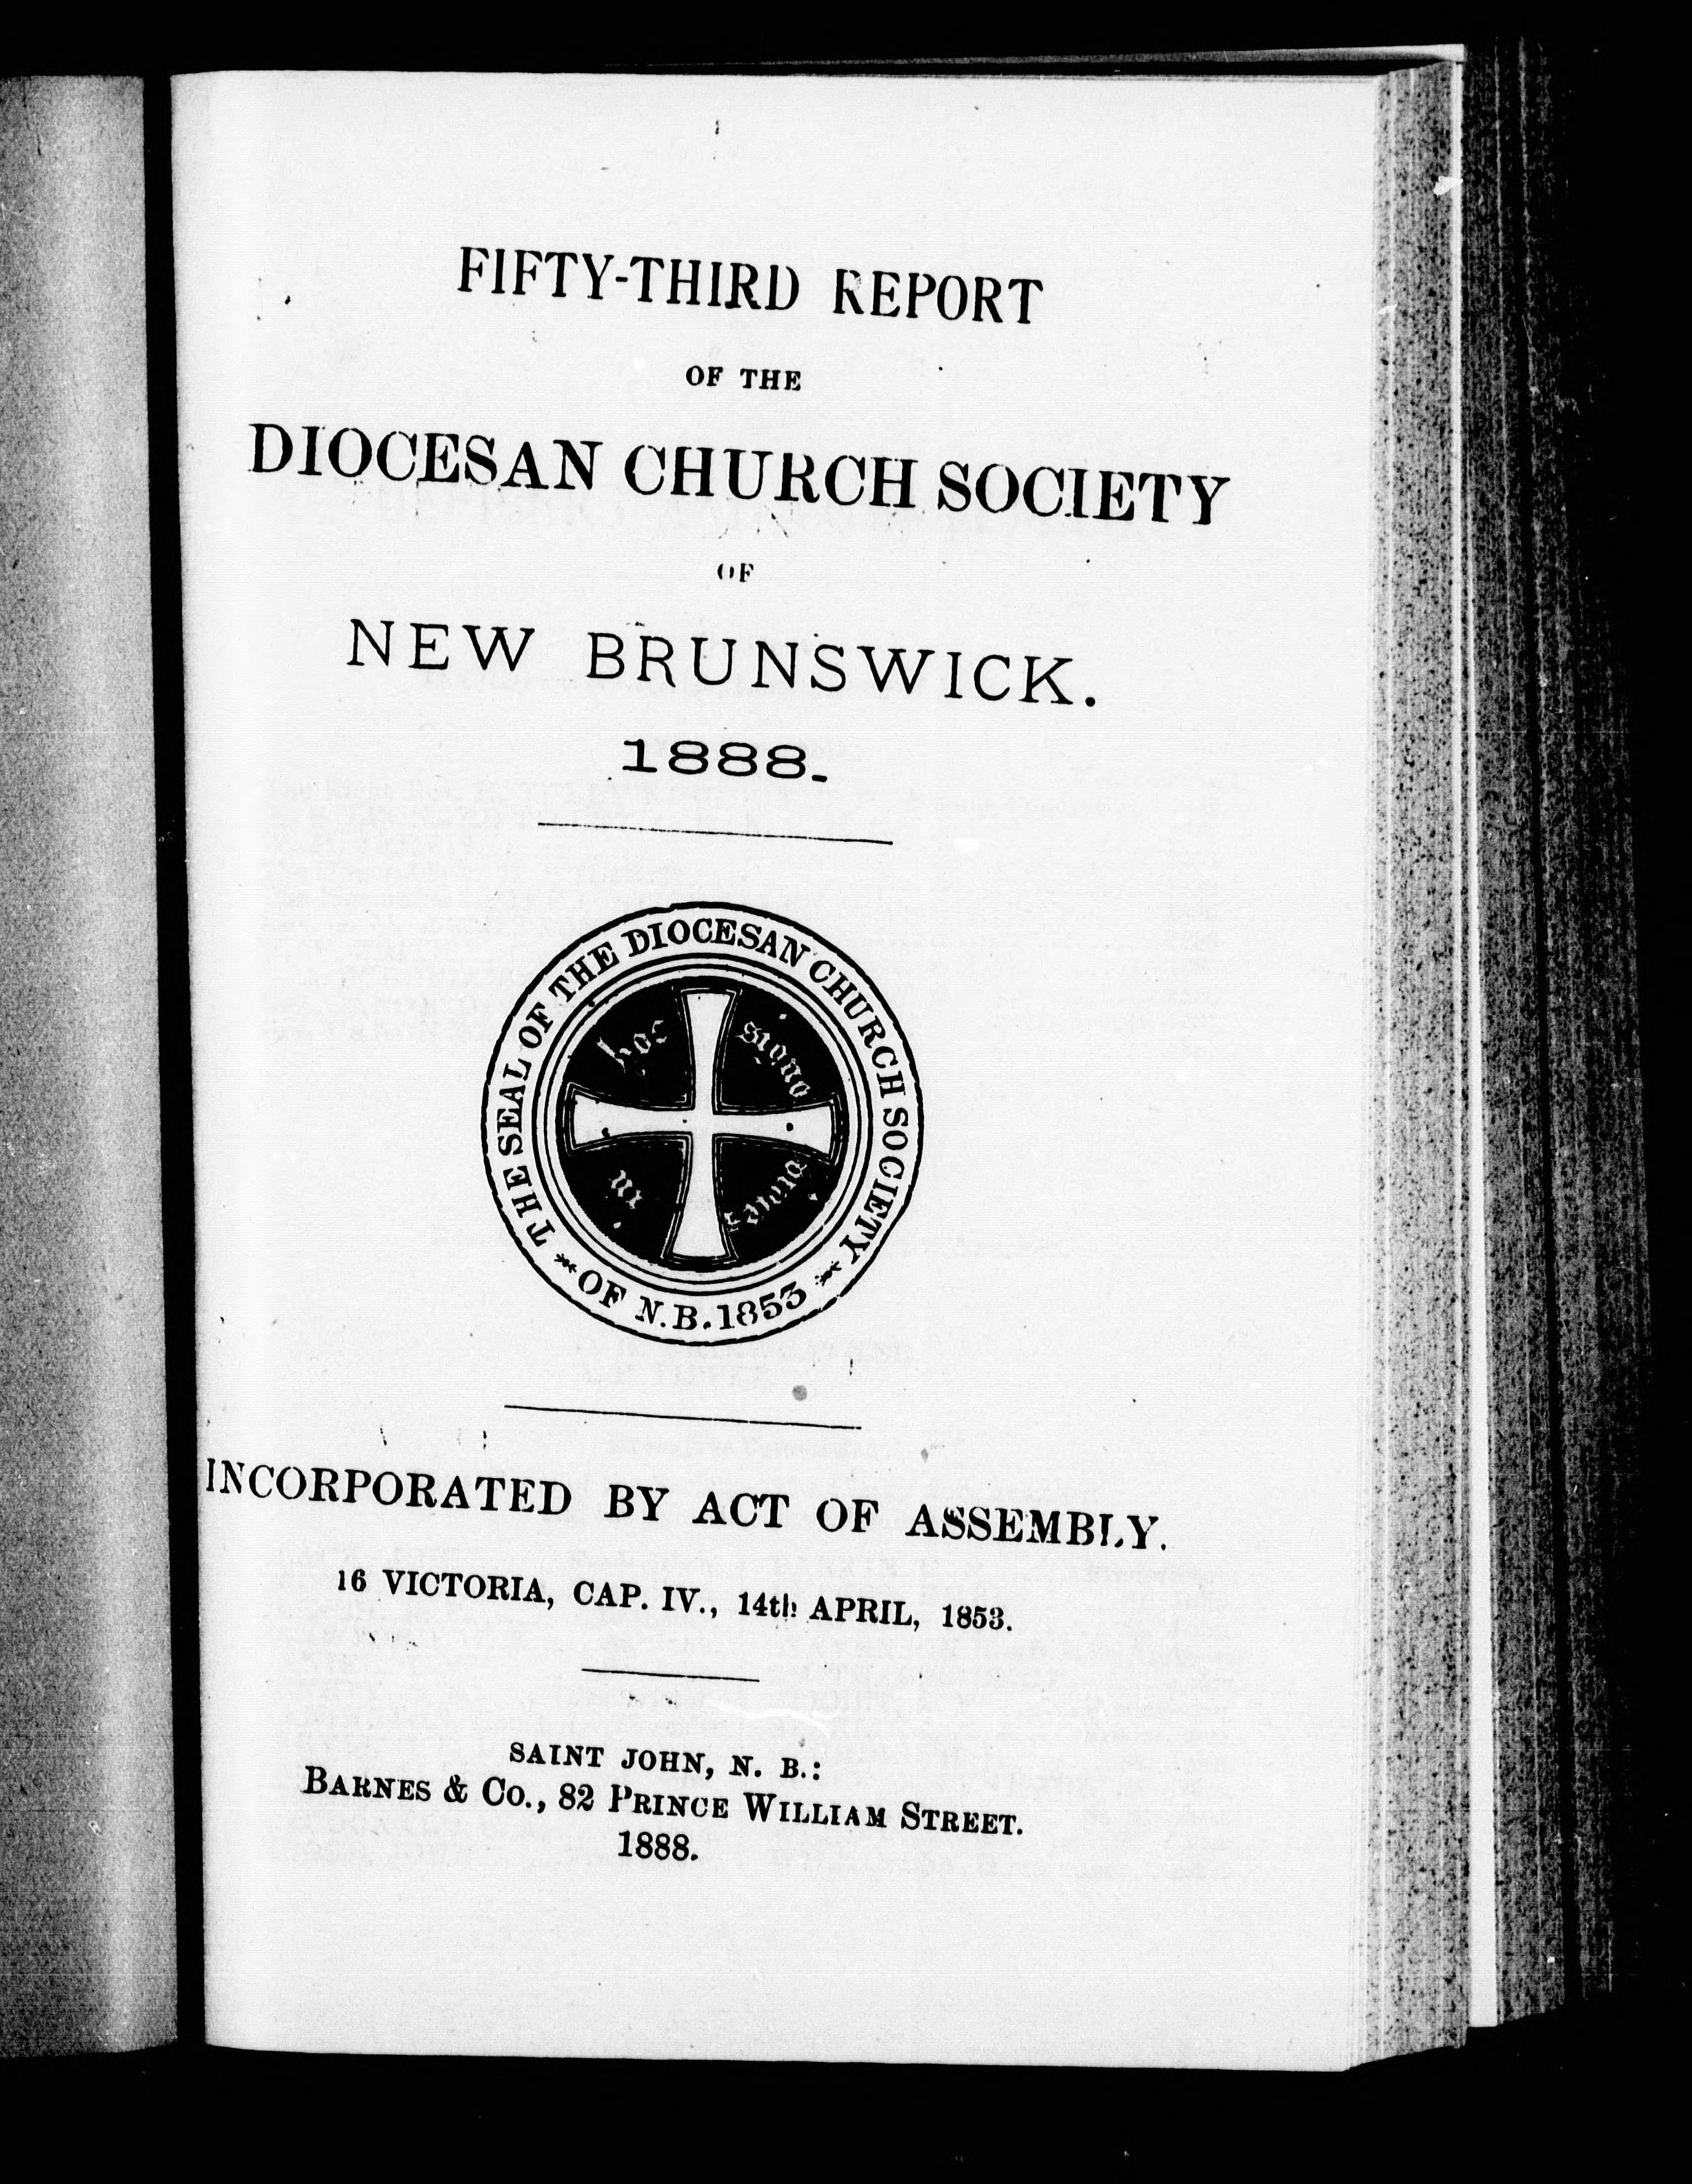 FIFTY-THIRD REPORT
OF THE
DIOCESAN CHURCH SOCIETY
OF
NEW BRUNSWICK.
1888.
THE SEAL OF THE DIOCESAN CHURCH SOCIETY
OF N.B. 1853
in hoc signo vinces
INCORPORATED BY ACT OF ASSEMBLY.
16 VICTORIA, CAP. IV., 14th APRIL, 1853.
SAINT JOHN, N. B.:
BARNES & CO., 82 PRINCE WILLIAM STREET.
1888.